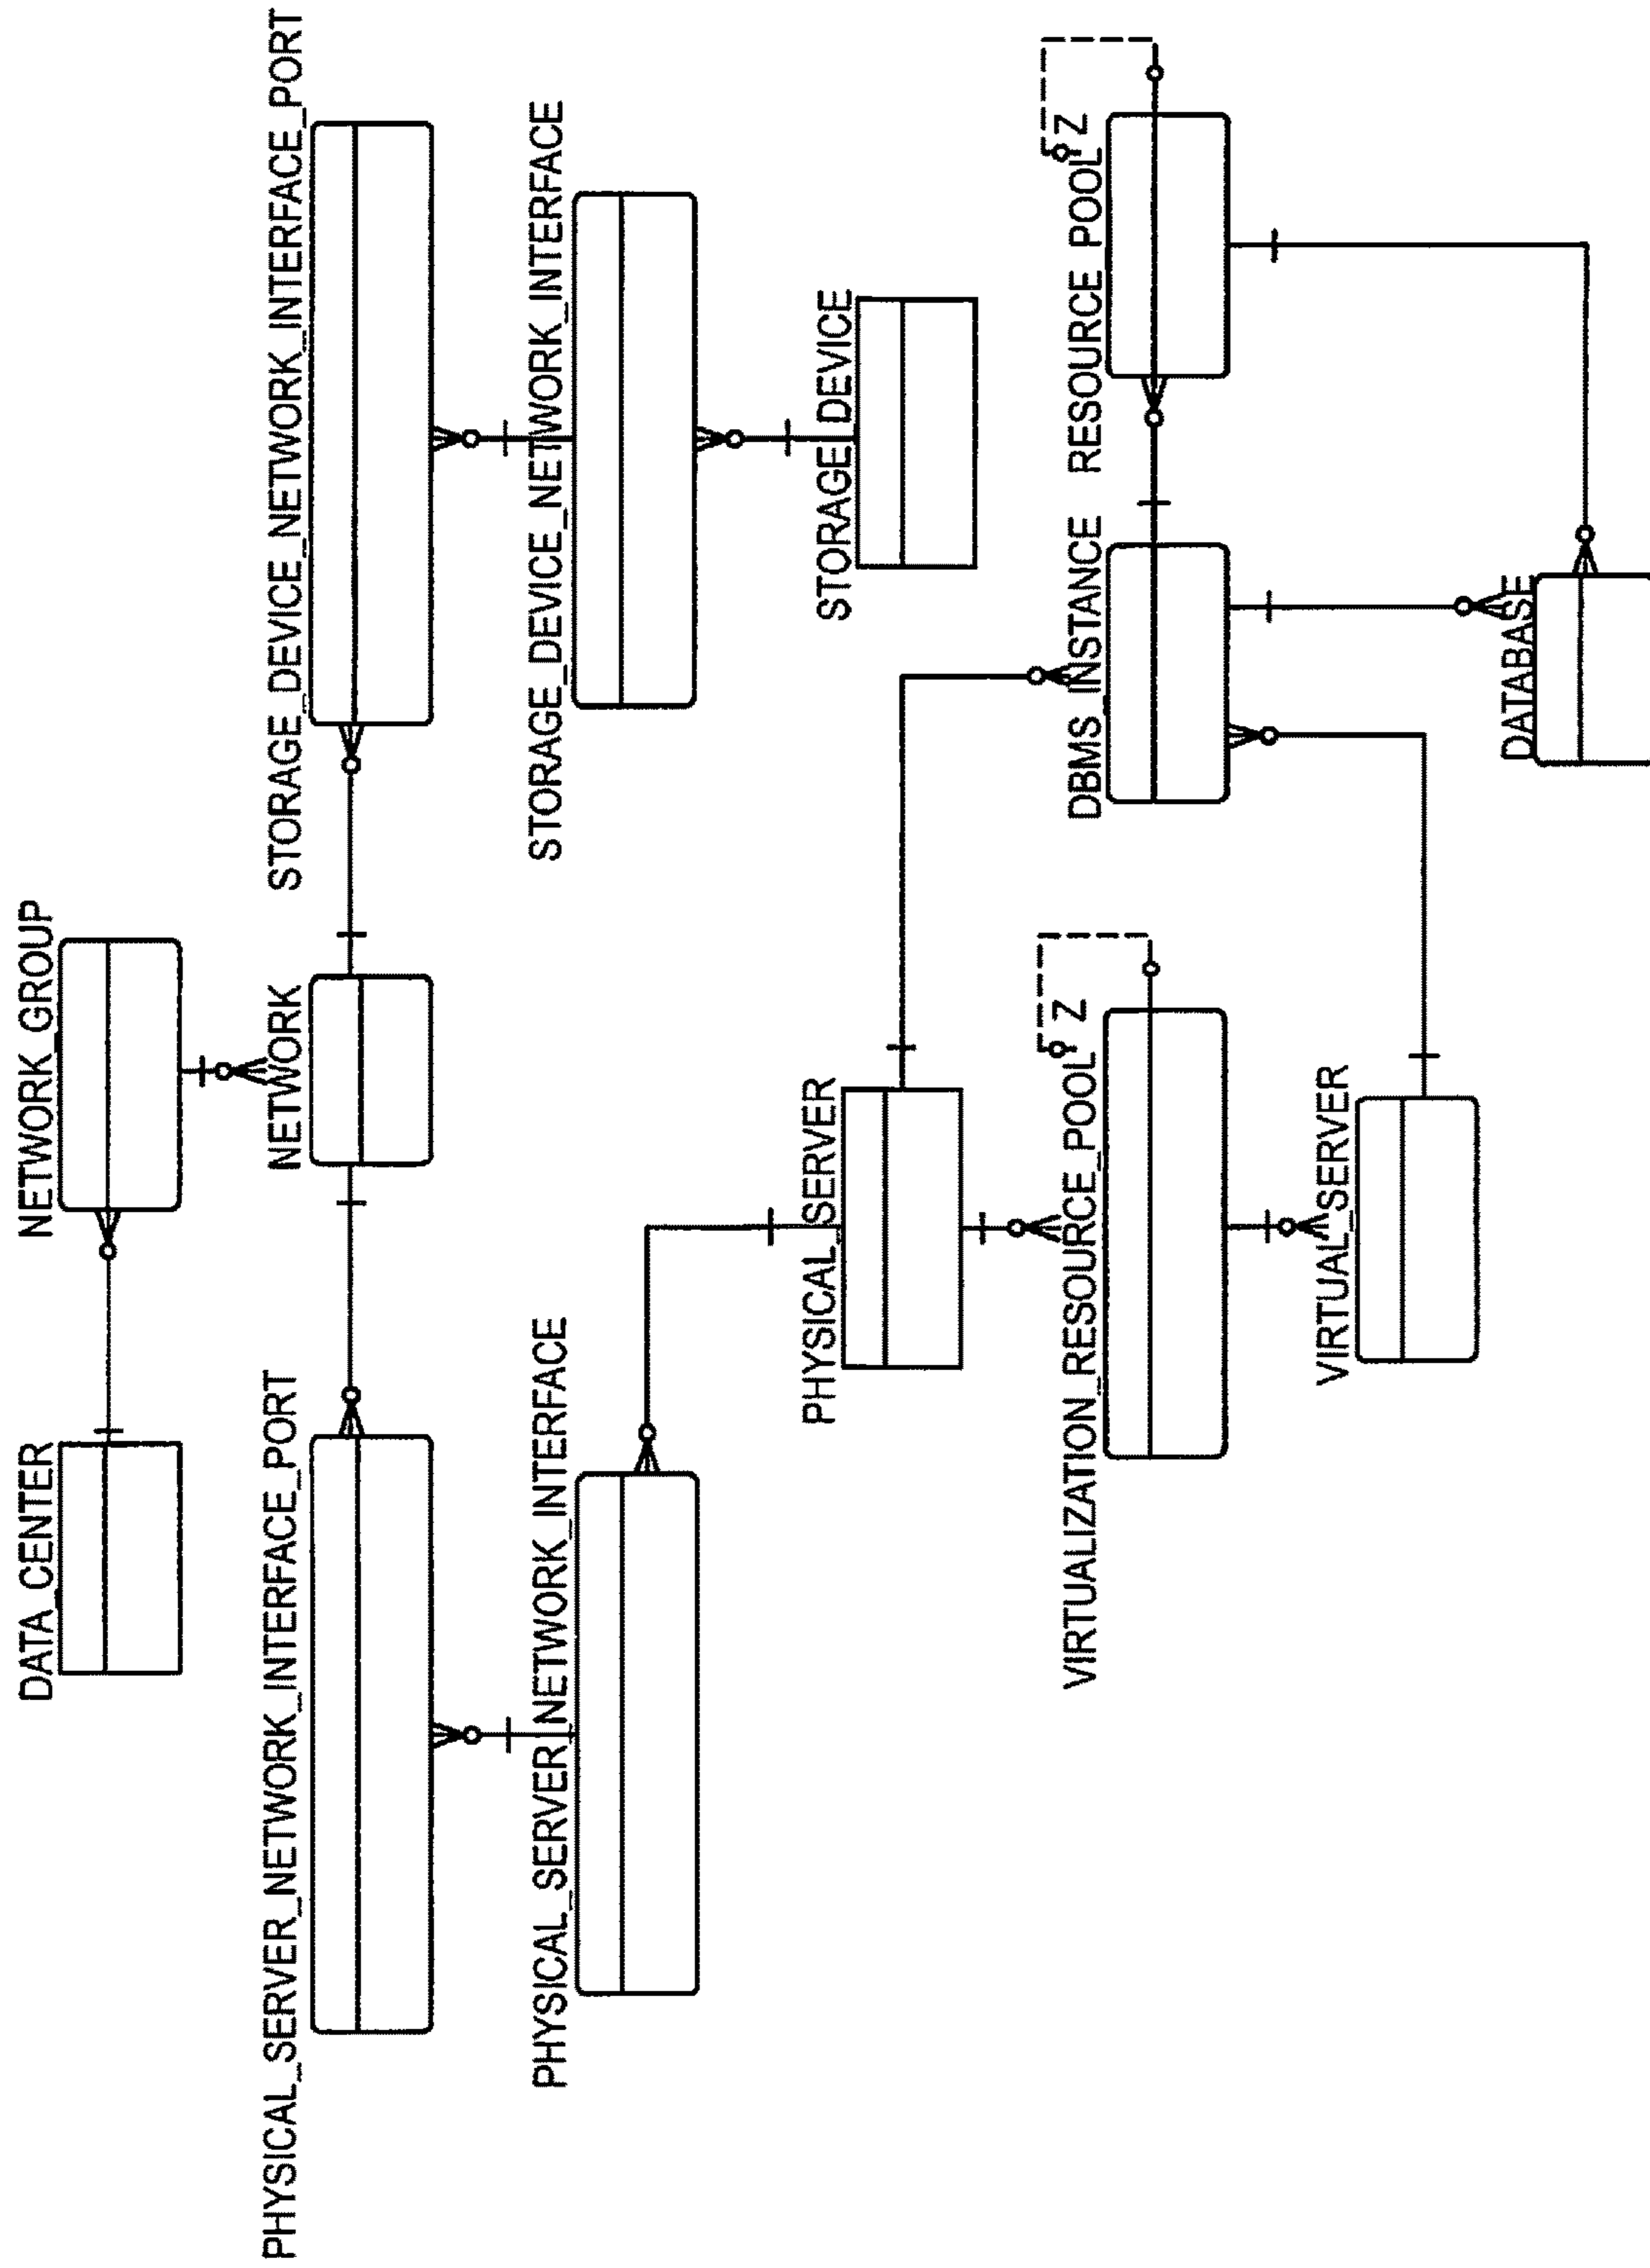 DATA_CENTER
NETWORK_GROUP
PHYSICAL_SERVER_NETWORK_INTERFACE_PORT
NETWORK
STORAGE_DEVICE_NETWORK_INTERFACE_PORT
PHYSICAL_SERVER_NETWORK_INTERFACE
STORAGE_DEVICE_NETWORK_INTERFACE
PHYSICAL_SERVER
STORAGE_DEVICE
VIRTUALIZATION_RESOURCE_POOL
Z
DBMS_INSTANCE
RESOURCE_POOL
Z
VIRTUAL_SERVER
DATABASE